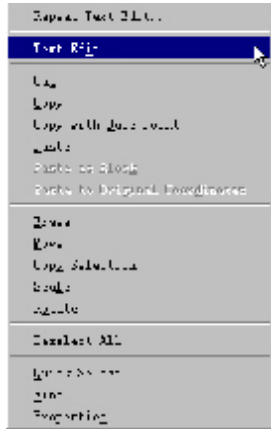 Repeat Text Edit...
Text Edit
Cut
Copy
Copy with Base Point
Paste
Paste as Block
Paste to Original Coordinates
Erase
Move
Copy Selection
Scale
Rotate
Deselect All
Quick Select
Find
Properties